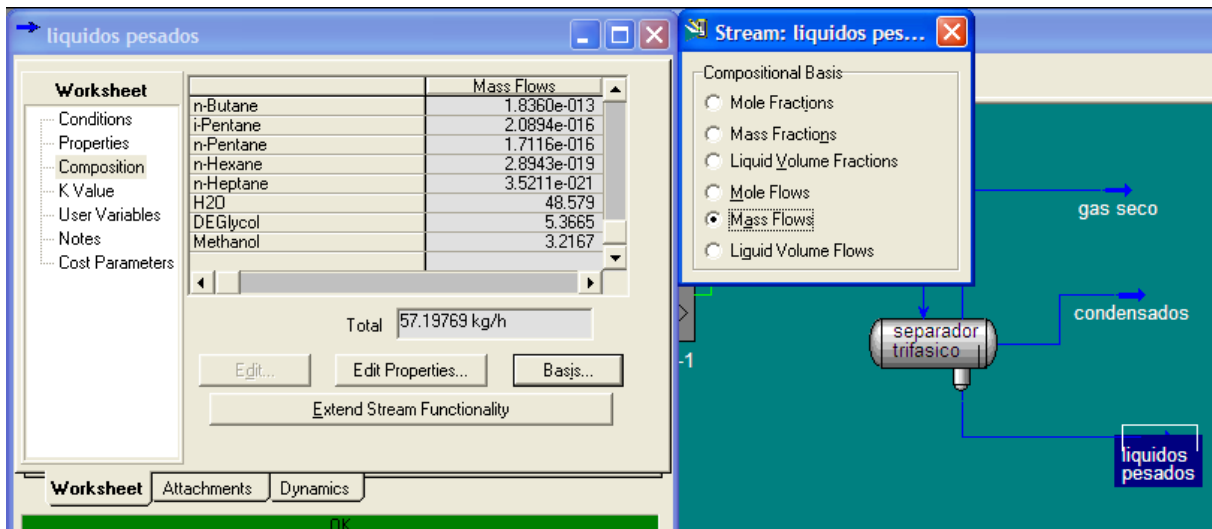 liquidos pesados
Worksheet
Conditions
Properties
Composition
K Value
User Variables
Notes
Cost Parameters
Mass Flows
n-Butane 1.8360e-013
i-Pentane 2.0894e-016
n-Pentane 1.7116e-016
n-Hexane 2.8943e-019
n-Heptane 3.5211e-021
H2O 48.579
DEGlycol 5.3665
Methanol 3.2167
Total 57.19769 kg/h
Edit... Edit Properties... Basis...
Extend Stream Functionality
Worksheet Attachments Dynamics
OK
Stream: liquidos pes...
Compositional Basis
Mole Fractions
Mass Fractions
Liquid Volume Fractions
Mole Flows
Mass Flows
Liquid Volume Flows
gas seco
condensados
-1
separador
trifasico
liquidos
pesados